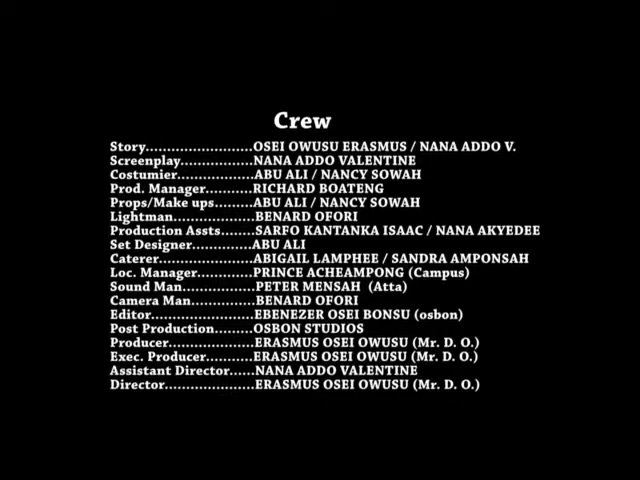 Crew
Story.........................OSEI OWUSU ERASMUS / NANA ADDO V.
Screenplay.................NANA ADDO VALENTINE
Costumier..................ABU ALI / NANCY SOWAH
Prod. Manager...........RICHARD BOATENG
Props/Make ups.........ABU ALI / NANCY SOWAH
Lightman...................BENARD OFORI
Production Assts........SARFO KANTANKA ISAAC / NANA AKYEDEE
Set Designer..............ABU ALI
Caterer......................ABIGAIL LAMPHEE / SANDRA AMPONSAH
Loc. Manager.............PRINCE ACHEAMPONG (Campus)
Sound Man.................PETER MENSAH (Atta)
Camera Man...............BENARD OFORI
Editor........................EBENEZER OSEI BONSU (osbon)
Post Production.........OSBON STUDIOS
Producer....................ERASMUS OSEI OWUSU (Mr. D. O.)
Exec. Producer...........ERASMUS OSEI OWUSU (Mr. D. O.)
Assistant Director......NANA ADDO VALENTINE
Director.....................ERASMUS OSEI OWUSU (Mr. D. O.)